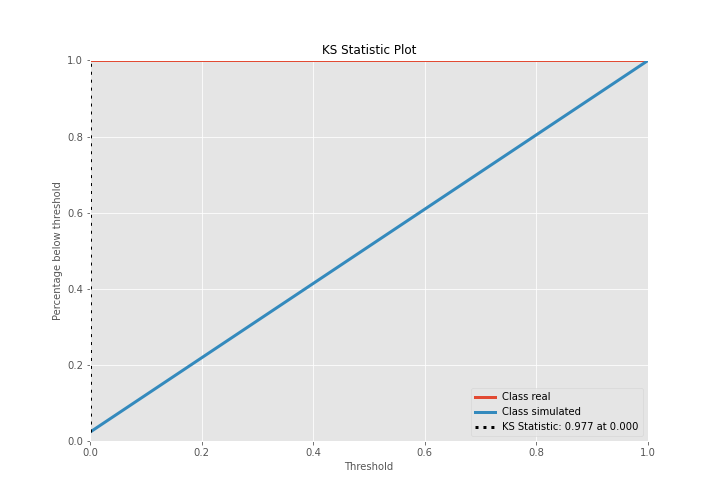 KS Statistic Plot
1.0
0.8
0.6
0.4
0.2
0.0
Percentage below threshold
0.0 0.2 0.4 0.6 0.8 1.0
Threshold
Class real
Class simulated
KS Statistic: 0.977 at 0.000